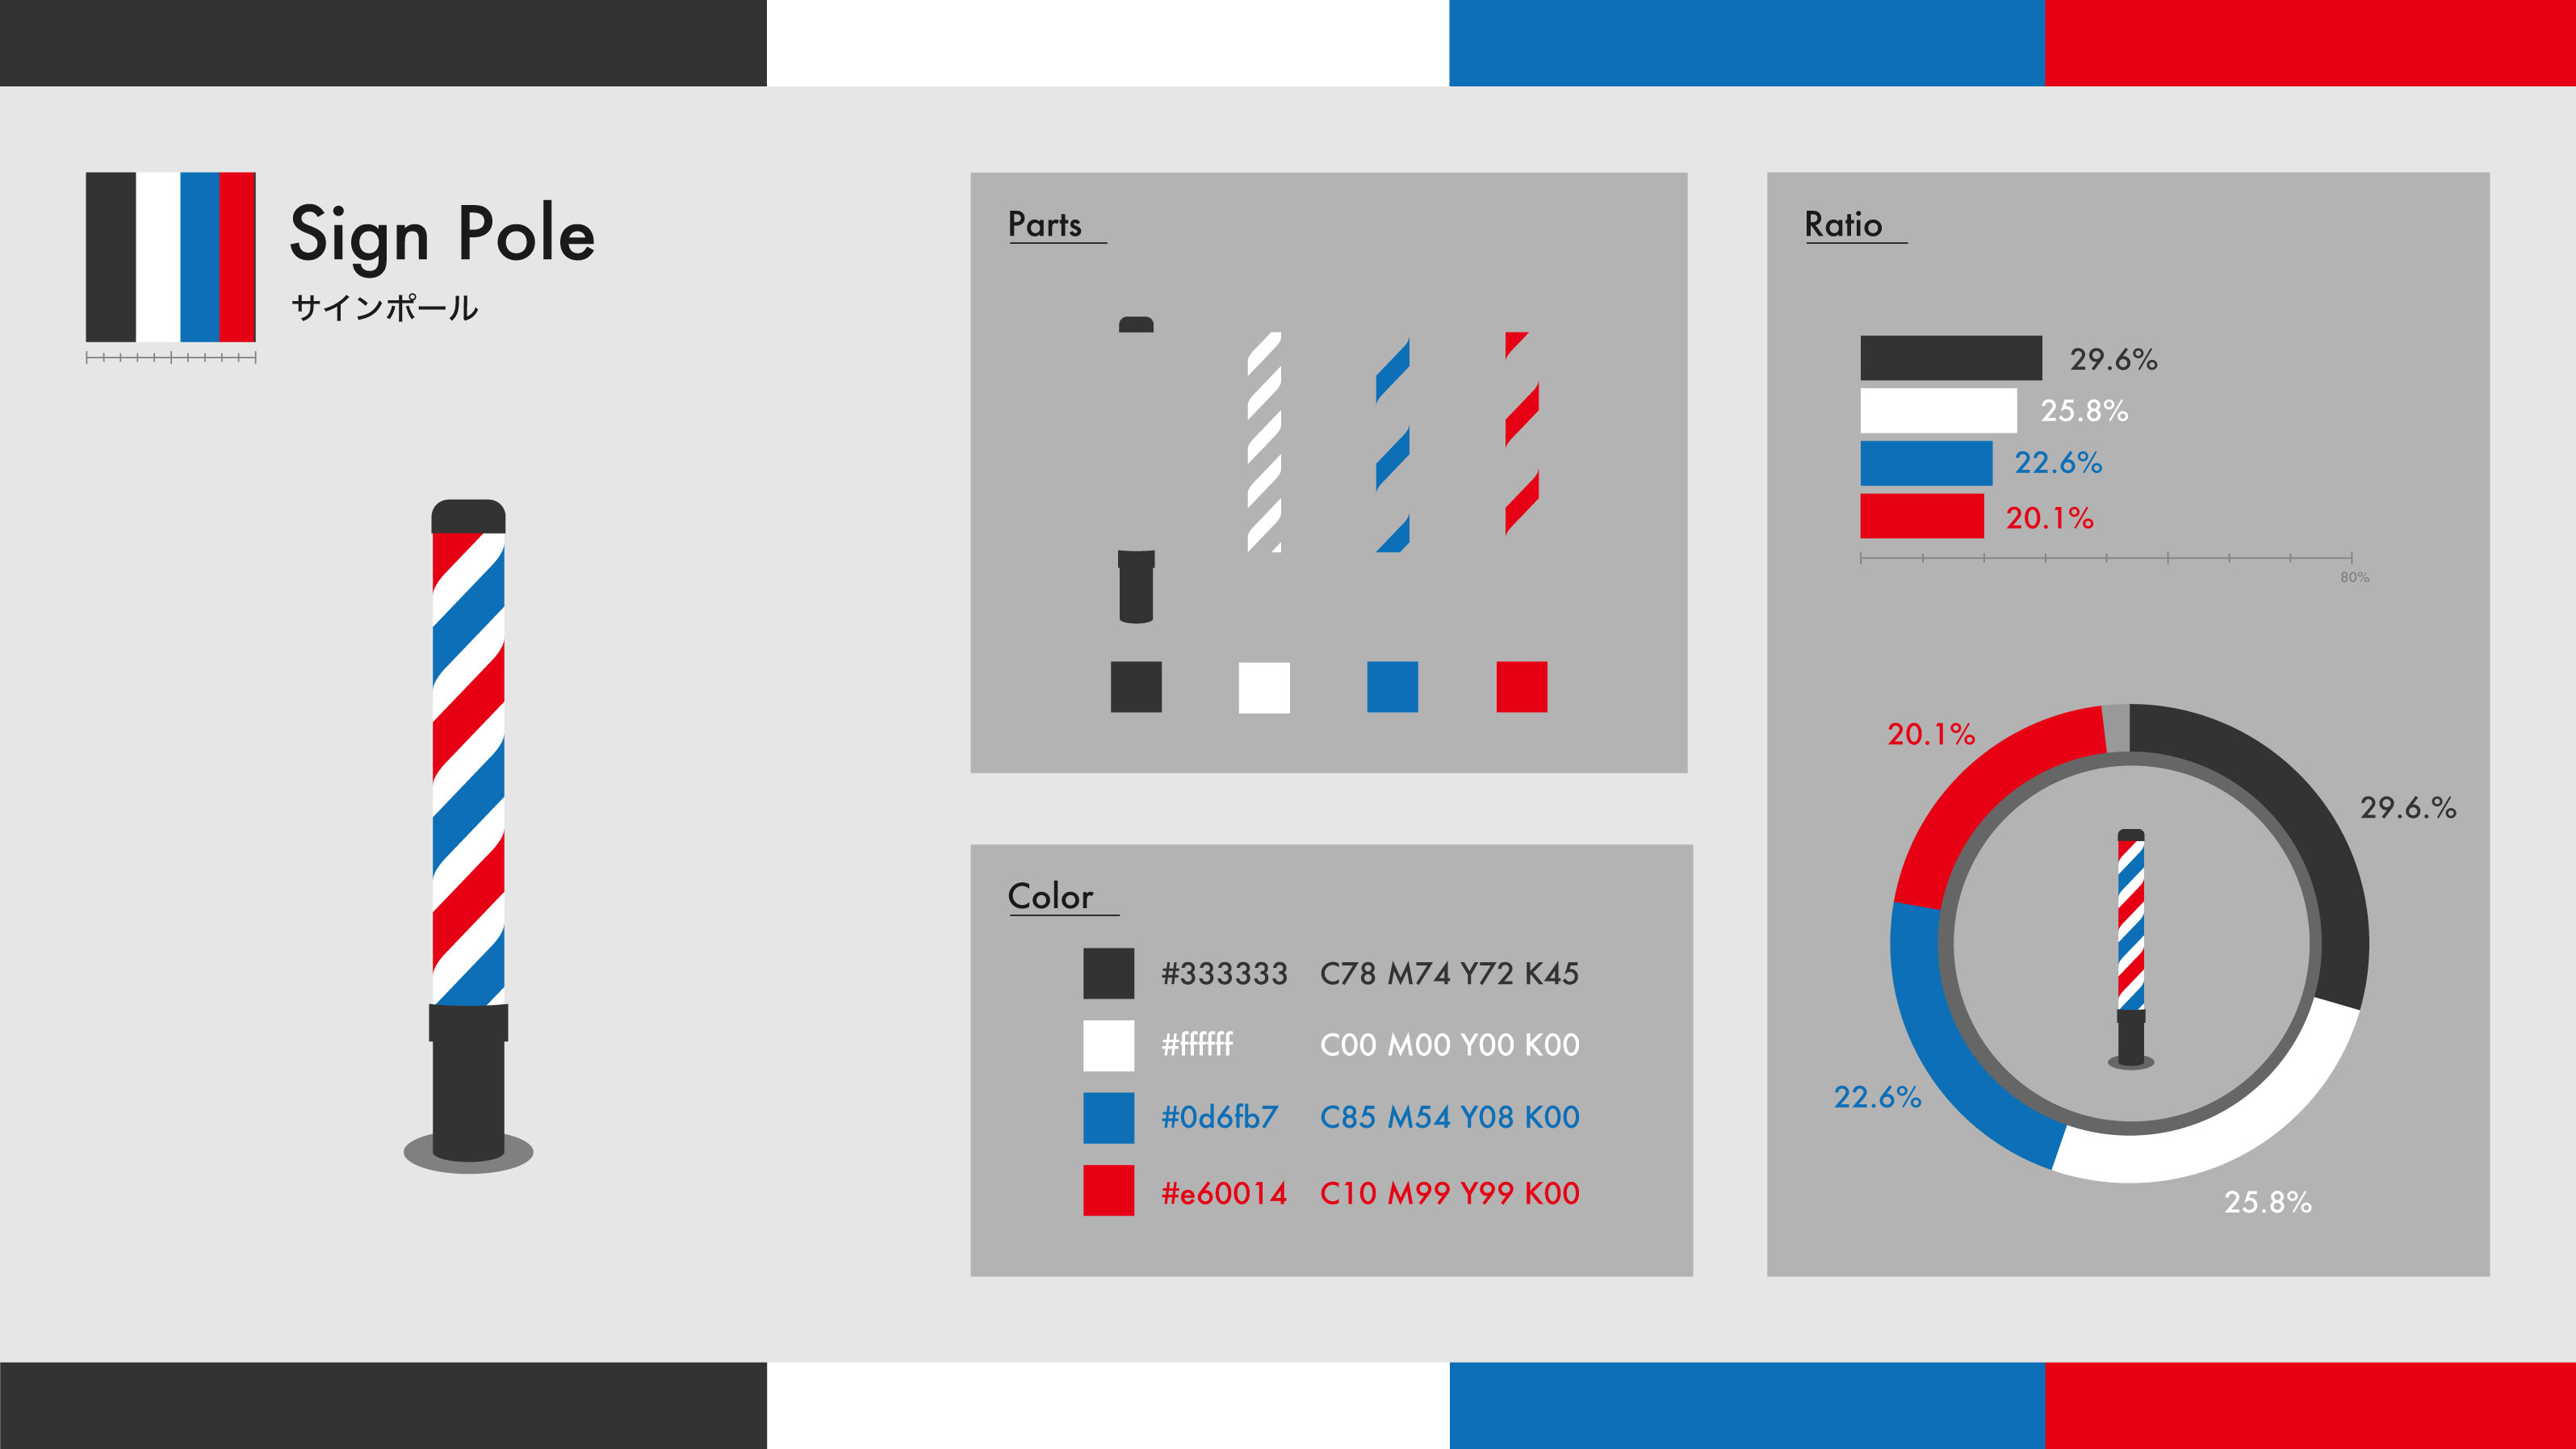 Sign Pole
サインポール
Parts
Color
#333333 C78 M74 Y72 K45
#ffffff C00 M00 Y00 K00
#0d6fb7 C85 M54 Y08 K00
#e60014 C10 M99 Y99 K00
Ratio
29.6%
25.8%
22.6%
20.1%
80%
20.1%
29.6.%
22.6%
25.8%